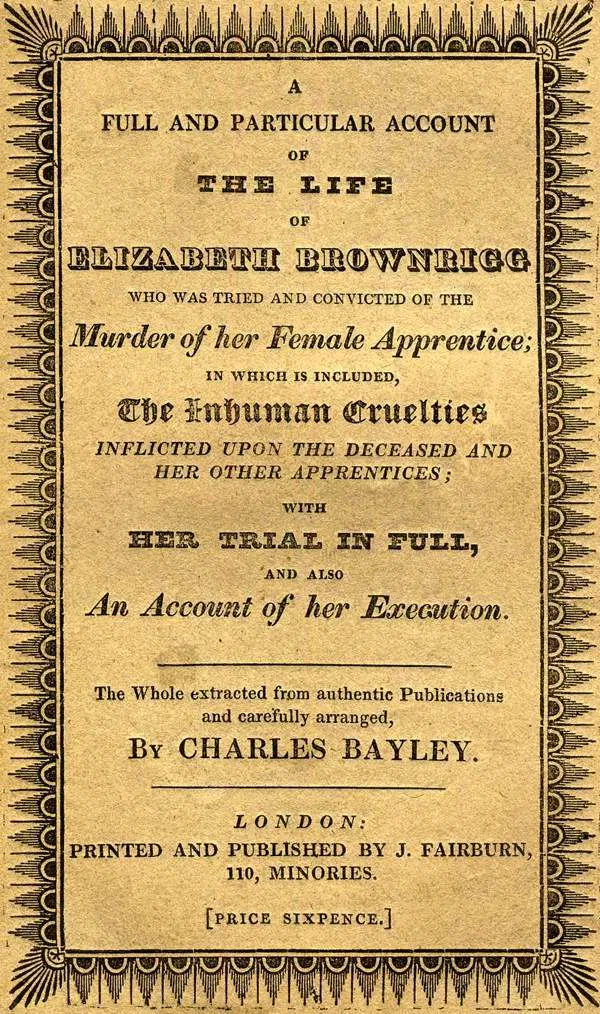 A
FULL AND PARTICULAR ACCOUNT
OF
THE LIFE
OF
ELIZABETH BROWNRIGG
WHO WAS TRIED AND CONVICTED OF THE
Murder of her Female Apprentice;
IN WHICH IS INCLUDED,
The Inhuman Cruelties
INFLICTED UPON THE DECEASED AND
HER OTHER APPRENTICES;
WITH
HER TRIAL IN FULL,
AND ALSO
An Account of her Execution.
The Whole extracted from authentic Publications
and carefully arranged,
BY CHARLES BAYLEY.
LONDON:
PRINTED AND PUBLISHED BY J. FAIRBURN,
110, MINORIES.
[PRICE SIXPENCE.]